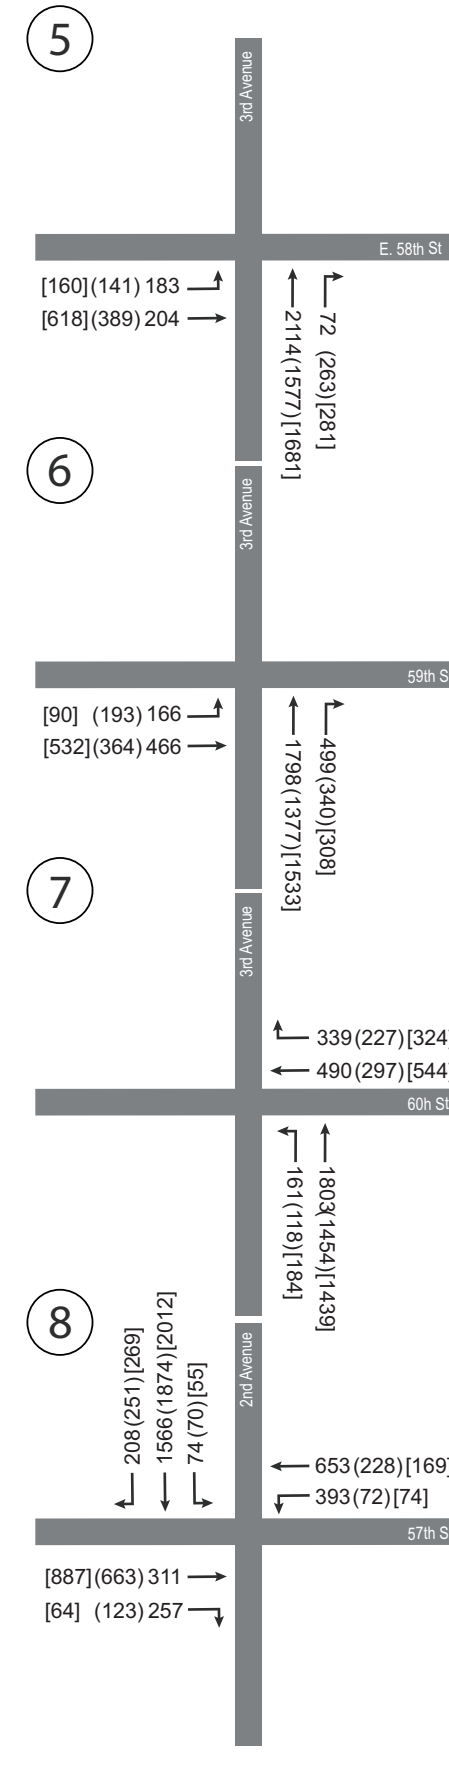 5
3rd Avenue
E. 58th St
[160](141) 183
[618](389) 204
2114(1577)[1681]
72 (263)[281]
6
3rd Avenue
59th S
[90] (193) 166
[532](364) 466
1798(1377)[1533]
499(340)[308]
7
3rd Avenue
339(227)[324]
490(297)[544]
60h St
161(118)[184]
1803(1454)[1439]
8
2nd Avenue
208(251)[269]
1566(1874)[2012]
74(70)[55]
653(228)[169]
393(72)[74]
57th S
[887](663) 311
[64] (123) 257